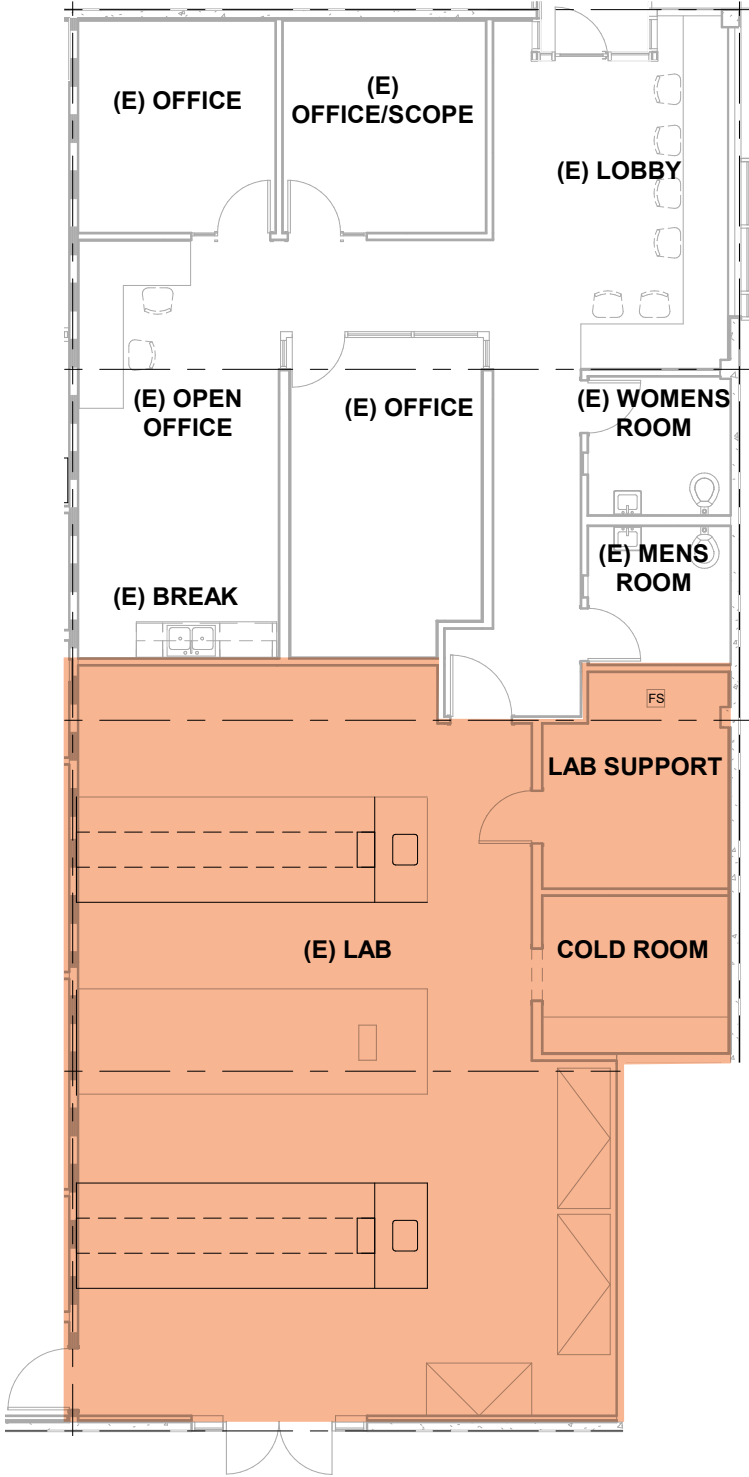 (E) OFFICE
(E)
OFFICE/SCOPE
(E) LOBBY
(E) OPEN
OFFICE
(E) OFFICE
(E) WOMENS
ROOM
(E) BREAK
(E) MENS
ROOM
FS
LAB SUPPORT
(E) LAB
COLD ROOM